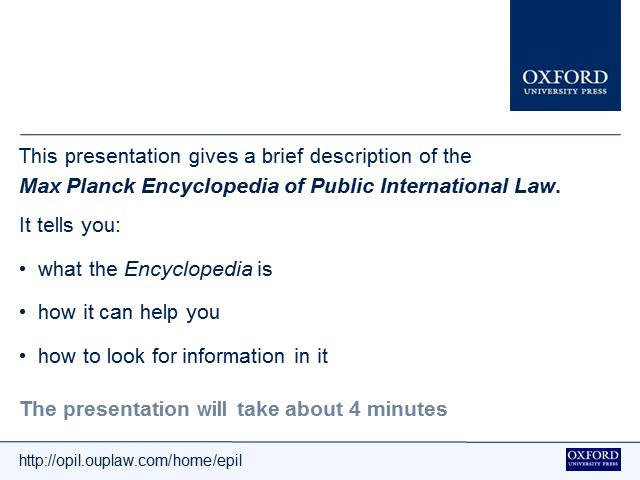 OXFORD
UNIVERSITY PRESS
This presentation gives a brief description of the
Max Planck Encyclopedia of Public International Law.
It tells you:
• what the Encyclopedia is
• how it can help you
• how to look for information in it
The presentation will take about 4 minutes
http://opil.ouplaw.com/home/epil
OXFORD
UNIVERSITY PRESS